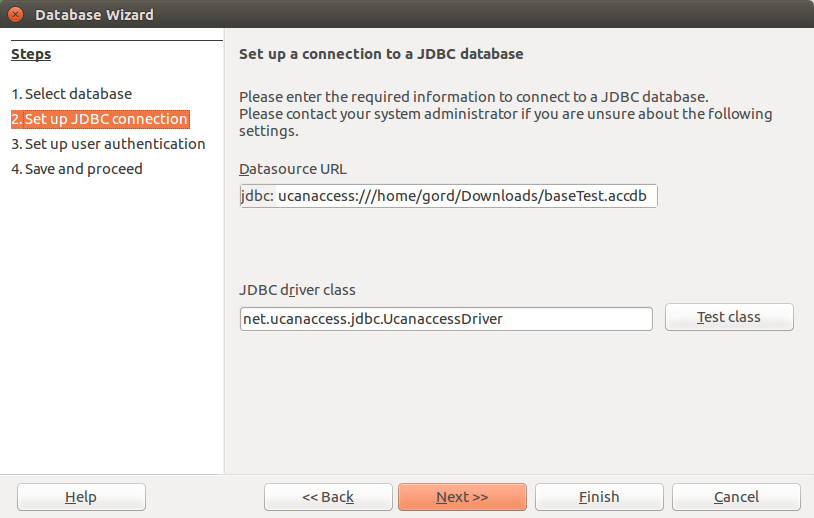 Database Wizard
Steps
1. Select database
2. Set up JDBC connection
3. Set up user authentication
4. Save and proceed
Set up a connection to a JDBC database
Please enter the required information to connect to a JDBC database.
Please contact your system administrator if you are unsure about the following
settings.
Datasource URL
jdbc: ucanaccess:///home/gord/Downloads/baseTest.accdb
JDBC driver class
net.ucanaccess.jdbc.UcanaccessDriver
Test class
Help
<< Back
Next >>
Finish
Cancel